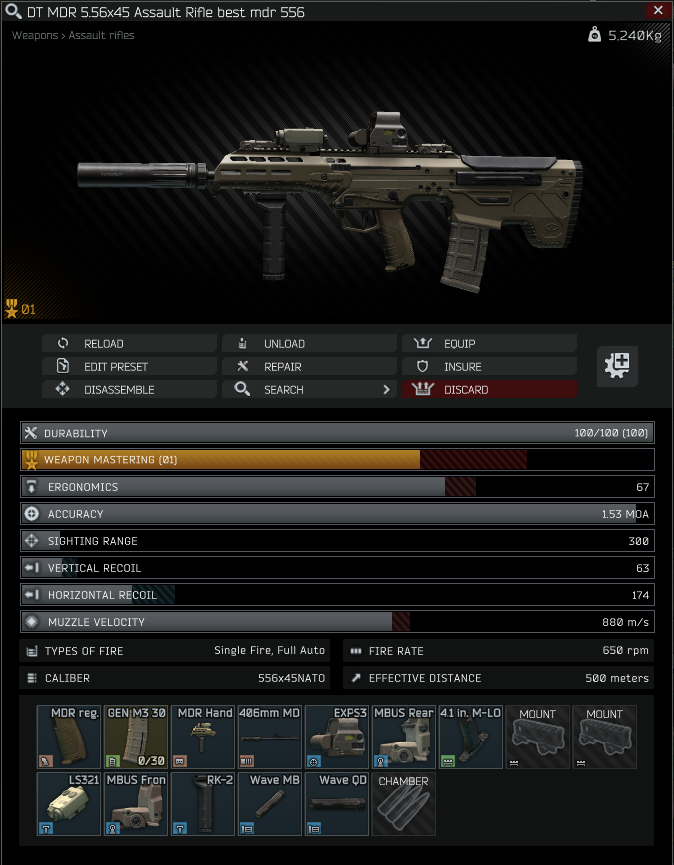 DT MDR 5.56x45 Assault Rifle best mdr 556
Weapons > Assault rifles
5.240Kg
01
RELOAD
UNLOAD
EQUIP
EDIT PRESET
REPAIR
INSURE
DISASSEMBLE
SEARCH
DISCARD
DURABILITY 100/100 (100)
WEAPON MASTERING (01)
ERGONOMICS 67
ACCURACY 1.53 MOA
SIGHTING RANGE 300
VERTICAL RECOIL 63
HORIZONTAL RECOIL 174
MUZZLE VELOCITY 880 m/s
TYPES OF FIRE Single Fire, Full Auto
FIRE RATE 650 rpm
CALIBER 556x45NATO
EFFECTIVE DISTANCE 500 meters
MDR reg.
GEN M3 30
0/30
MDR Hand
406mm MD
EXPS3
MBUS Rear
4.1 in. M-LO
MOUNT
MOUNT
LS321
MBUS Fron
RK-2
Wave MB
Wave QD
CHAMBER